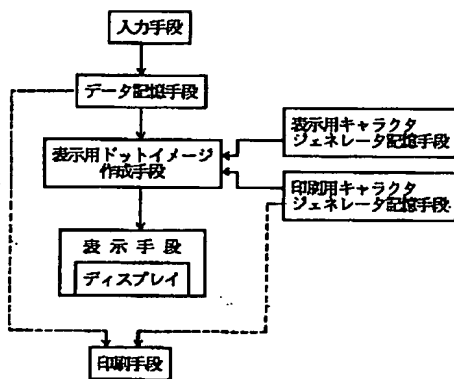 入力手段
データ記憶手段
表示用ドットイメージ
作成手段
表示用キャラクタ
ジェネレータ記憶手段
印刷用キャラクタ
ジェネレータ記憶手段
表示手段
ディスプレイ
印刷手段